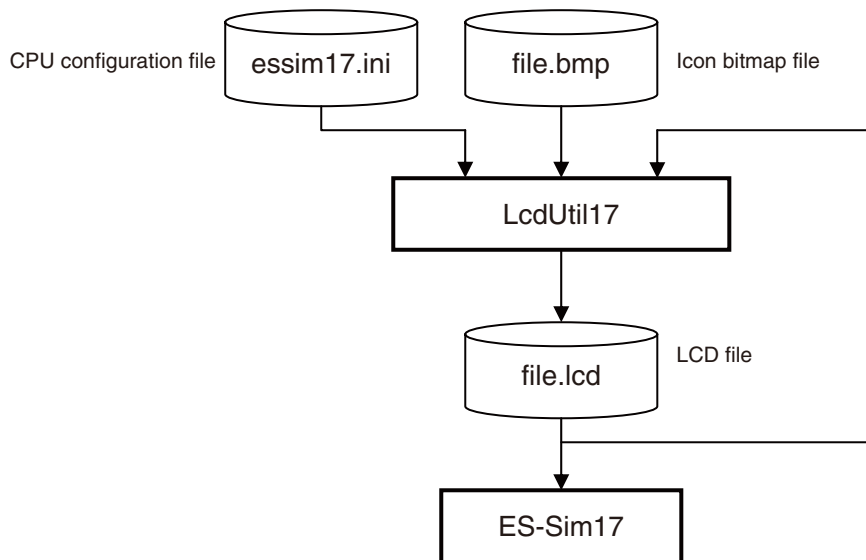 CPU configuration file
essim17.ini
file.bmp
Icon bitmap file
LcdUtil17
file.lcd
LCD file
ES-Sim17